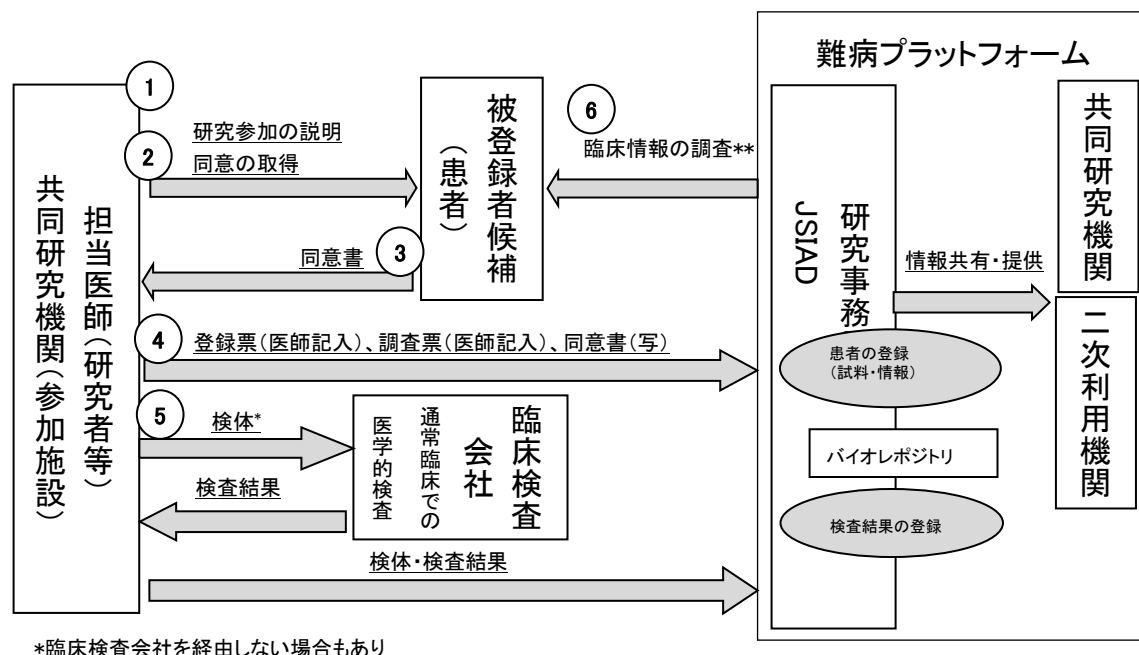 難病プラットフォーム
1
2
研究参加の説明
同意の取得
被登録者候補
(患者)
6
臨床情報の調査**
共同研究機関
担当医師(研究者等)
共同研究機関(参加施設)
3
同意書
研究事務
JSIAD
情報共有・提供
二次利用機関
4
登録票(医師記入)、調査票(医師記入)、同意書(写)
患者の登録
(試料・情報)
5
検体*
臨床検査
会社
通常臨床での
医学的検査
バイオレポジトリ
検査結果
検査結果の登録
検体・検査結果
*臨床検査会社を経由しない場合もあり